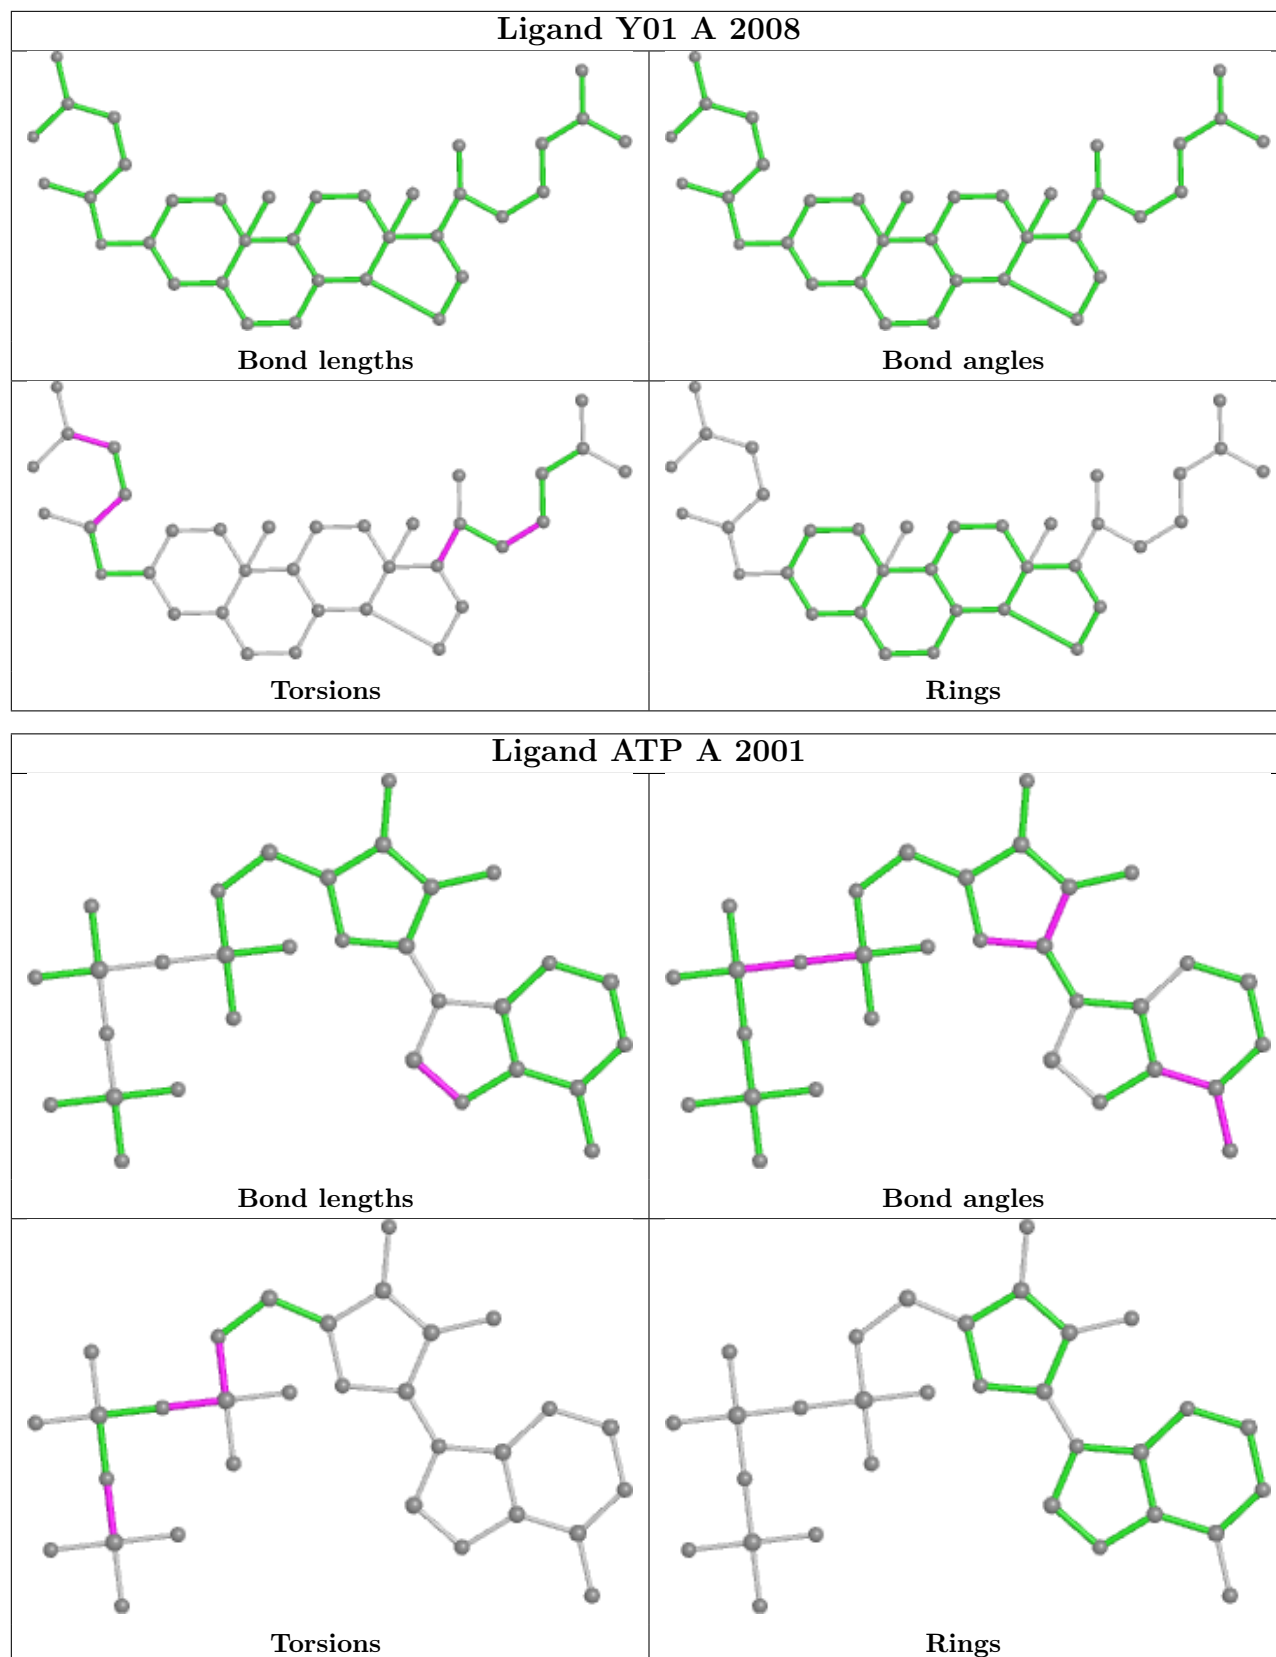 Ligand Y01 A 2008
Bond lengths
Bond angles
Torsions
Rings
Ligand ATP A 2001
Bond lengths
Bond angles
Torsions
Rings